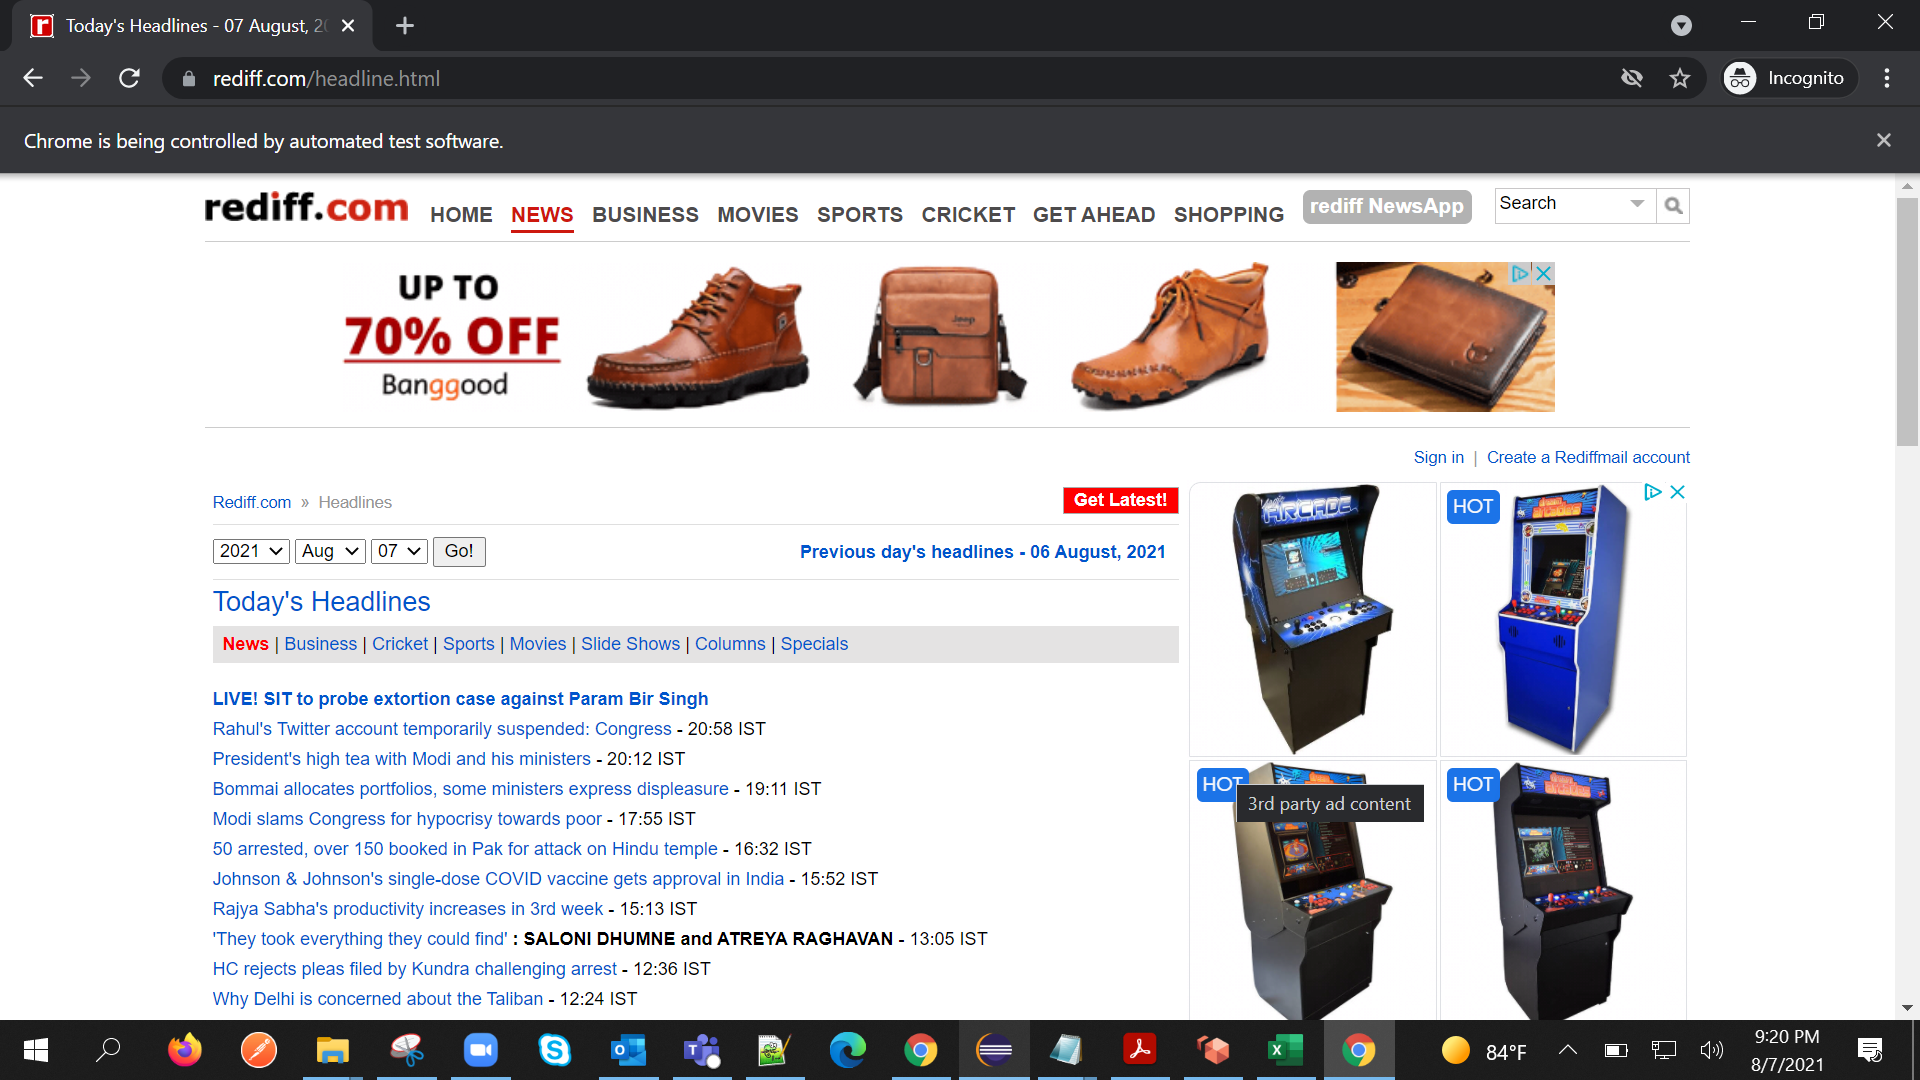 Today's Headlines - 07 August, 20
rediff.com/headline.html
Incognito
Chrome is being controlled by automated test software.
rediff.com HOME NEWS BUSINESS MOVIES SPORTS CRICKET GET AHEAD SHOPPING rediff NewsApp Search
UP TO
70% OFF
Banggood
Jeep
Sign in | Create a Rediffmail account
Rediff.com » Headlines Get Latest!
2021 Aug 07 Go! Previous day's headlines - 06 August, 2021
Today's Headlines
News | Business | Cricket | Sports | Movies | Slide Shows | Columns | Specials
LIVE! SIT to probe extortion case against Param Bir Singh
Rahul's Twitter account temporarily suspended: Congress - 20:58 IST
President's high tea with Modi and his ministers - 20:12 IST
Bommai allocates portfolios, some ministers express displeasure - 19:11 IST
Modi slams Congress for hypocrisy towards poor - 17:55 IST
50 arrested, over 150 booked in Pak for attack on Hindu temple - 16:32 IST
Johnson & Johnson's single-dose COVID vaccine gets approval in India - 15:52 IST
Rajya Sabha's productivity increases in 3rd week - 15:13 IST
'They took everything they could find' : SALONI DHUMNE and ATREYA RAGHAVAN - 13:05 IST
HC rejects pleas filed by Kundra challenging arrest - 12:36 IST
Why Delhi is concerned about the Taliban - 12:24 IST
ARCADE
HOT
HOT
HOT
3rd party ad content
84°F
9:20 PM
8/7/2021